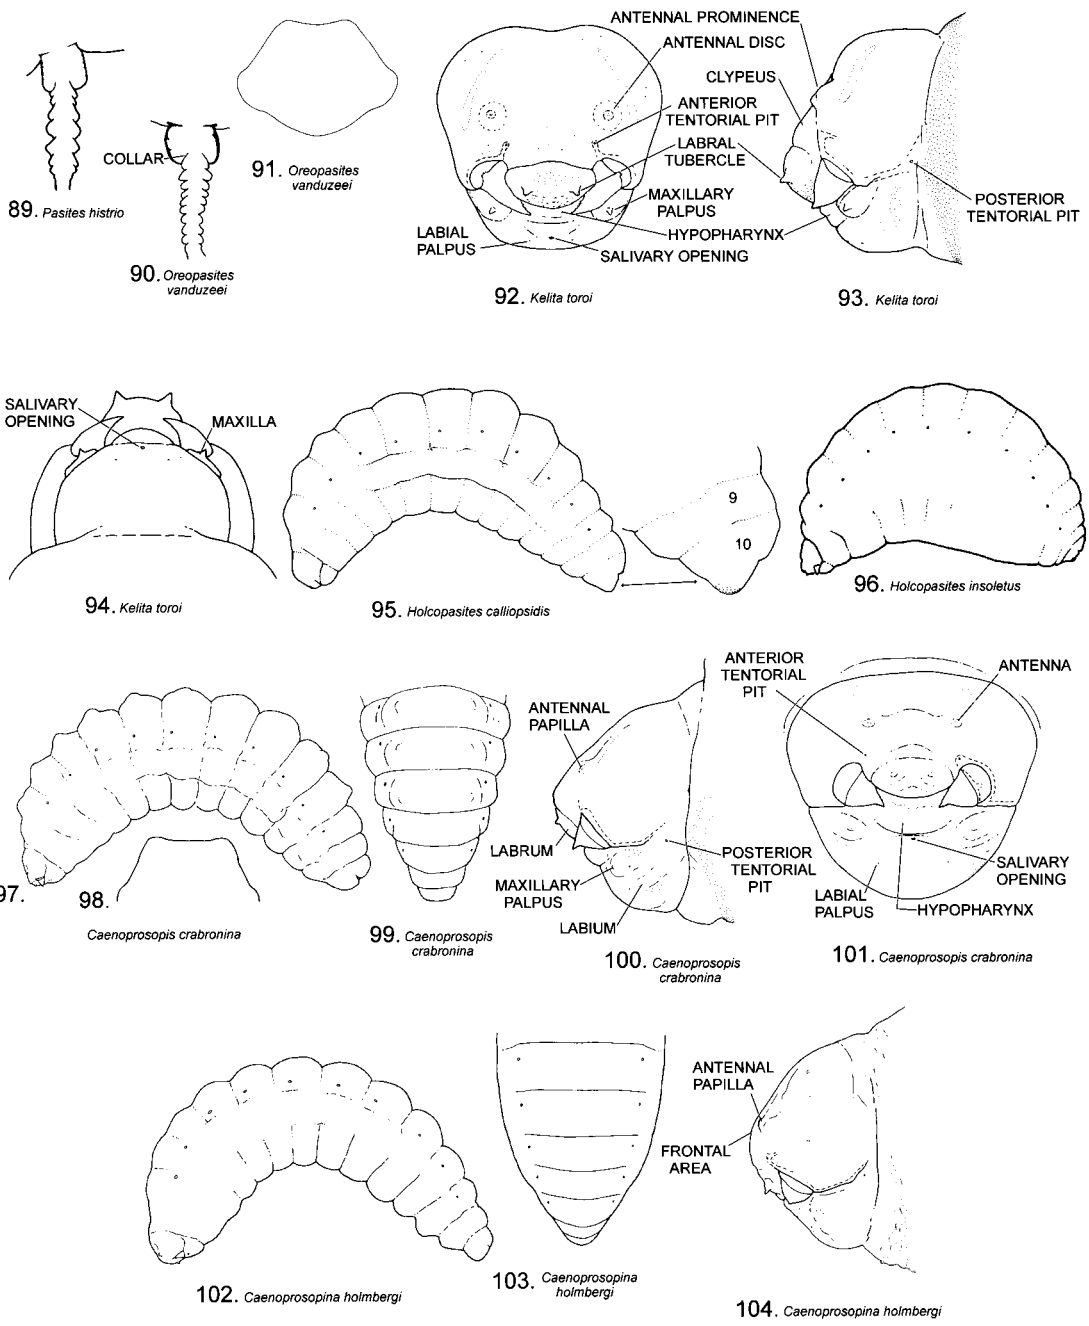 COLLAR
89. Pasites histrio
90. Oreopasites
vanduzeei
91. Oreopasites
vanduzeei
ANTENNAL PROMINENCE
ANTENNAL DISC
CLYPEUS
ANTERIOR
TENTORIAL PIT
LABRAL
TUBERCLE
MAXILLARY
PALPUS
HYPOPHARYNX
LABIAL
PALPUS
SALIVARY OPENING
POSTERIOR
TENTORIAL PIT
92. Kelita toroi
93. Kelita toroi
SALIVARY
OPENING
MAXILLA
94. Kelita toroi
9
10
95. Holcopasites calliopsidis
96. Holcopasites insoletus
97.
98.
Caenoprosopis crabronina
99. Caenoprosopis
crabronina
ANTENNAL
PAPILLA
LABRUM
MAXILLARY
PALPUS
LABIUM
POSTERIOR
TENTORIAL
PIT
100. Caenoprosopis
crabronina
ANTERIOR
TENTORIAL
PIT
ANTENNA
SALIVARY
OPENING
LABIAL
PALPUS
HYPOPHARYNX
101. Caenoprosopis crabronina
102. Caenoprosopina holmbergi
103. Caenoprosopina
holmbergi
ANTENNAL
PAPILLA
FRONTAL
AREA
104. Caenoprosopina holmbergi